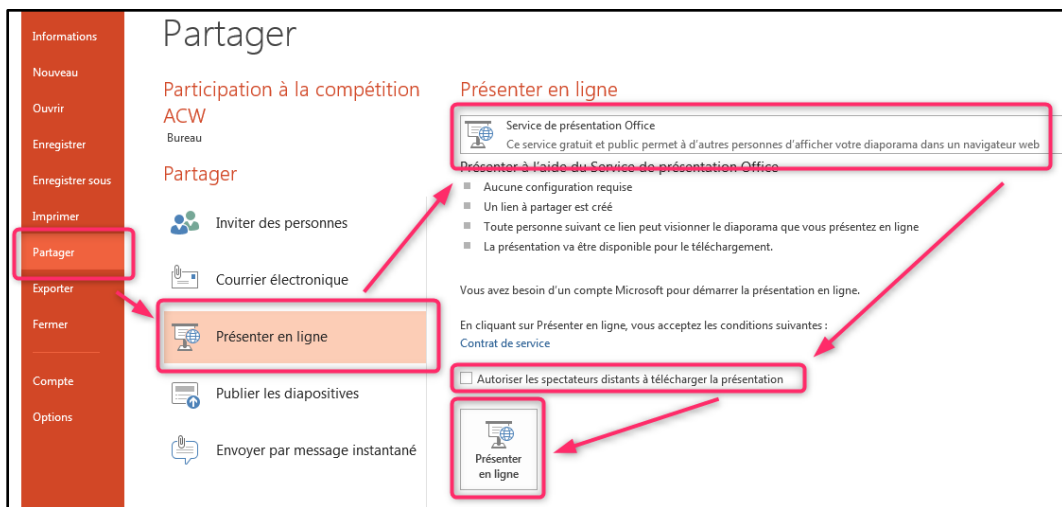 Informations
Nouveau
Ouvrir
Enregistrer
Enregistrer sous
Imprimer
Partager
Exporter
Fermer
Compte
Options
Partager
Participation à la compétition
ACW
Bureau
Partager
Inviter des personnes
Courrier électronique
Présenter en ligne
Publier les diapositives
Envoyer par message instantané
Présenter en ligne
Service de présentation Office
Ce service gratuit et public permet à d'autres personnes d'afficher votre diaporama dans un navigateur web
Présenter à l'aide du Service de présentation Office
Aucune configuration requise
Un lien à partager est créé
Toute personne suivant ce lien peut visionner le diaporama que vous présentez en ligne
La présentation va être disponible pour le téléchargement.
Vous avez besoin d'un compte Microsoft pour démarrer la présentation en ligne.
En cliquant sur Présenter en ligne, vous acceptez les conditions suivantes :
Contrat de service
Autoriser les spectateurs distants à télécharger la présentation
Présenter
en ligne